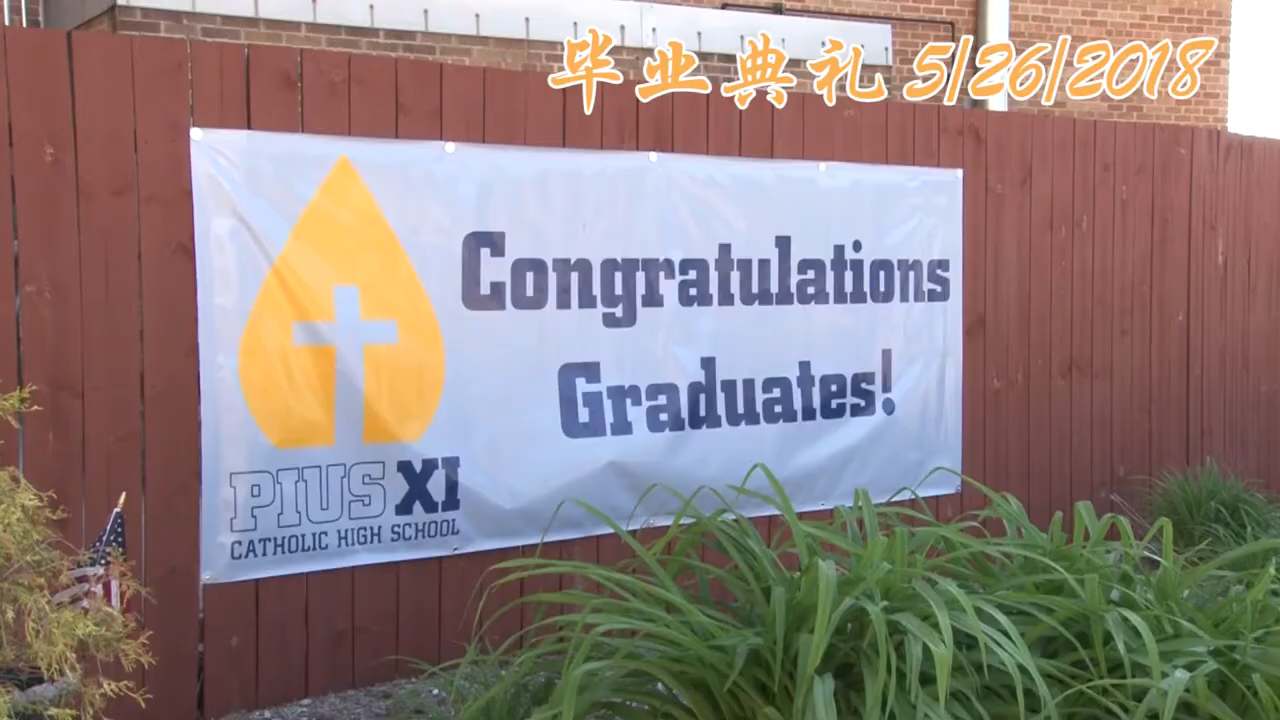 毕业典礼 5/26/2018
Congratulations
Graduates!
PIUS XI
CATHOLIC HIGH SCHOOL